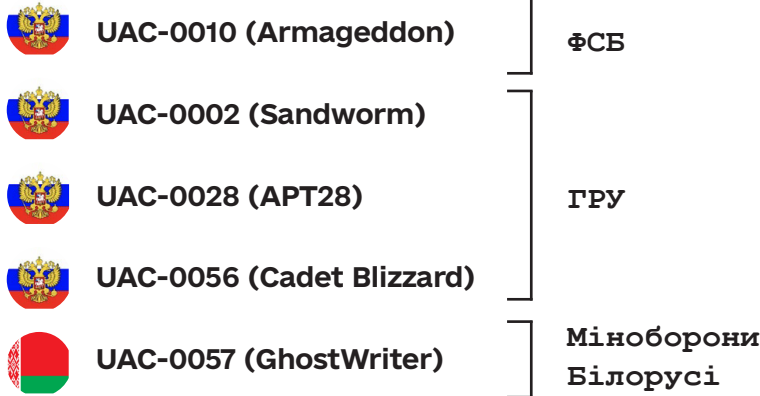 UAC-0010 (Armageddon)
ФСБ
UAC-0002 (Sandworm)
UAC-0028 (APT28)
ГРУ
UAC-0056 (Cadet Blizzard)
UAC-0057 (GhostWriter)
Міноборони
Білорусі